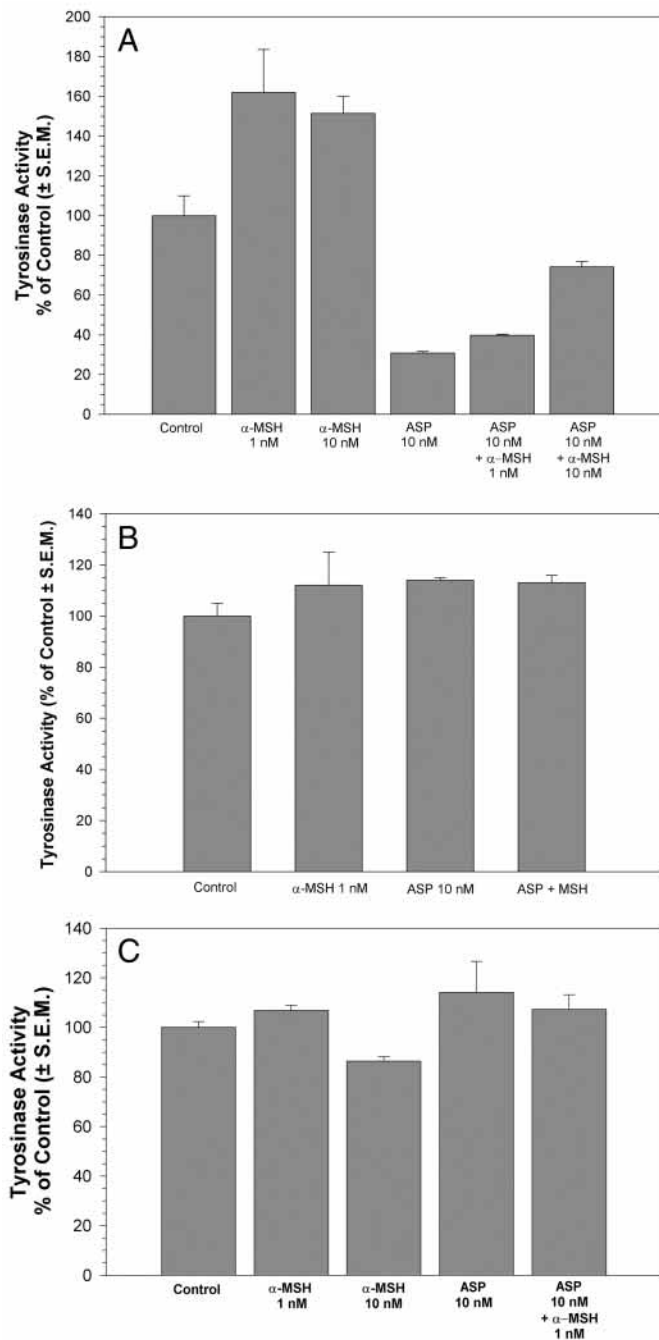 A
Tyrosinase Activity
% of Control (± S.E.M.)
200
180
160
140
120
100
80
60
40
20
0
Control
α-MSH
1 nM
α-MSH
10 nM
ASP
10 nM
ASP
10 nM
+ α-MSH
1 nM
ASP
10 nM
+ α-MSH
10 nM
B
Tyrosinase Activity (% of Control ± S.E.M.)
140
120
100
80
60
40
20
0
Control
α-MSH 1 nM
ASP 10 nM
ASP + MSH
C
Tyrosinase Activity
% of Control (± S.E.M.)
140
120
100
80
60
40
20
0
Control
α-MSH
1 nM
α-MSH
10 nM
ASP
10 nM
ASP
10 nM
+ α-MSH
1 nM